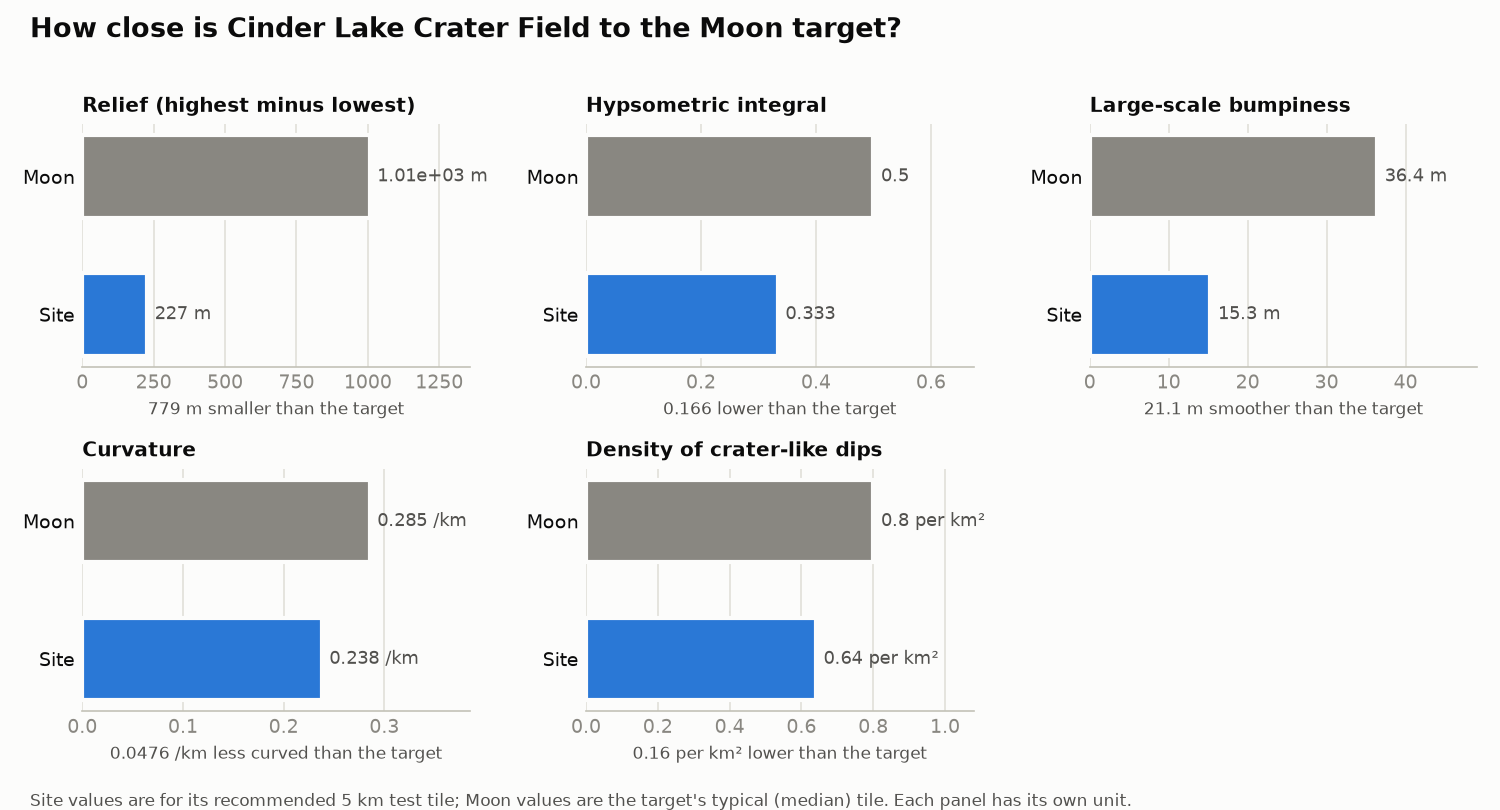 How close is Cinder Lake Crater Field to the Moon target?
Relief (highest minus lowest)
Moon
1.01e+03 m
Site
227 m
0 250 500 750 1000 1250
779 m smaller than the target
Hypsometric integral
Moon
0.5
Site
0.333
0.0 0.2 0.4 0.6
0.166 lower than the target
Large-scale bumpiness
Moon
36.4 m
Site
15.3 m
0 10 20 30 40
21.1 m smoother than the target
Curvature
Moon
0.285 /km
Site
0.238 /km
0.0 0.1 0.2 0.3
0.0476 /km less curved than the target
Density of crater-like dips
Moon
0.8 per km²
Site
0.64 per km²
0.0 0.2 0.4 0.6 0.8 1.0
0.16 per km² lower than the target
Site values are for its recommended 5 km test tile; Moon values are the target's typical (median) tile. Each panel has its own unit.